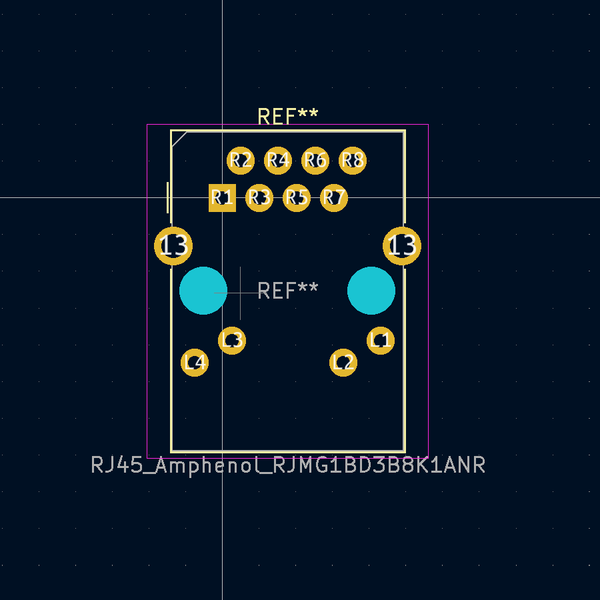 REF**
R2 R4 R6 R8
R1 R3 R5 R7
13 13
REF**
L3 L1
L4 L2
RJ45_Amphenol_RJMG1BD3B8K1ANR